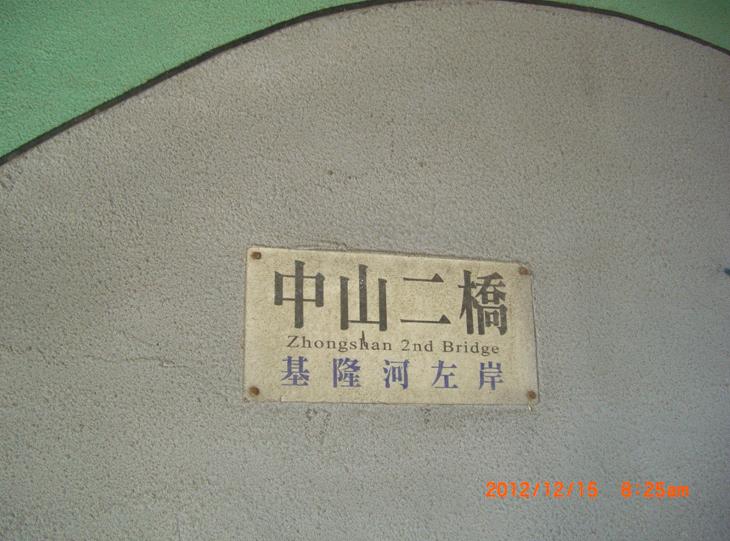 中山二橋
Zhongshan 2nd Bridge
基隆河左岸
2012/12/15 8:25am